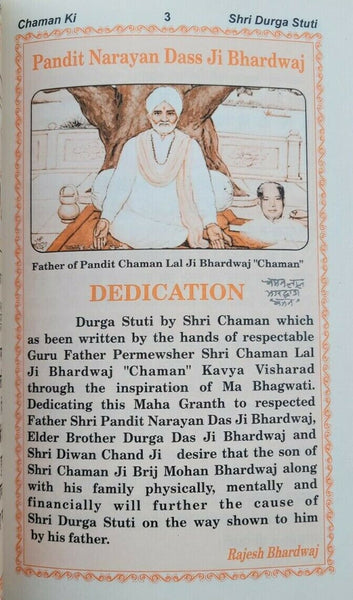 Chaman Ki 3 Shri Durga Stuti
Pandit Narayan Dass Ji Bhardwaj
Father of Pandit Chaman Lal Ji Bhardwaj "Chaman"
DEDICATION
चमन लाल
भारद्वाज
चमन
Durga Stuti by Shri Chaman which
as been written by the hands of respectable
Guru Father Permewsher Shri Chaman Lal
Ji Bhardwaj "Chaman" Kavya Visharad
through the inspiration of Ma Bhagwati.
Dedicating this Maha Granth to respected
Father Shri Pandit Narayan Das Ji Bhardwaj,
Elder Brother Durga Das Ji Bhardwaj and
Shri Diwan Chand Ji desire that the son of
Shri Chaman Ji Brij Mohan Bhardwaj along
with his family physically, mentally and
financially will further the cause of
Shri Durga Stuti on the way shown to him
by his father.
Rajesh Bhardwaj